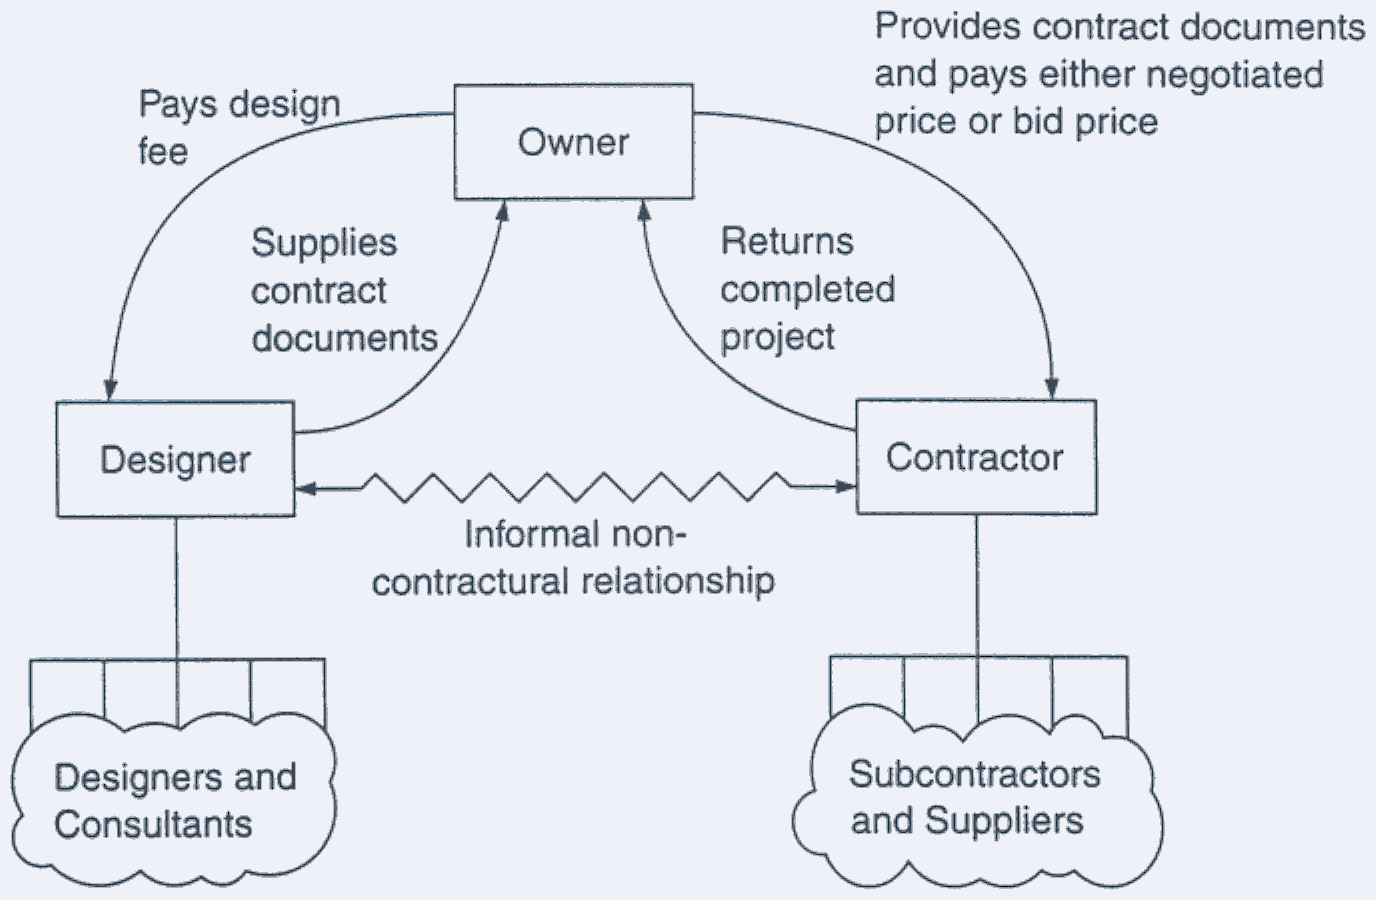 Provides contract documents
and pays either negotiated
price or bid price
Pays design
fee
Owner
Supplies
contract
documents
Returns
completed
project
Designer
Contractor
Informal non-
contractural relationship
Designers and
Consultants
Subcontractors
and Suppliers